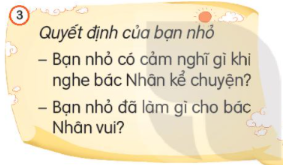 3
Quyết định của bạn nhỏ
– Bạn nhỏ có cảm nghĩ gì khi
nghe bác Nhân kể chuyện?
– Bạn nhỏ đã làm gì cho bác
Nhân vui?